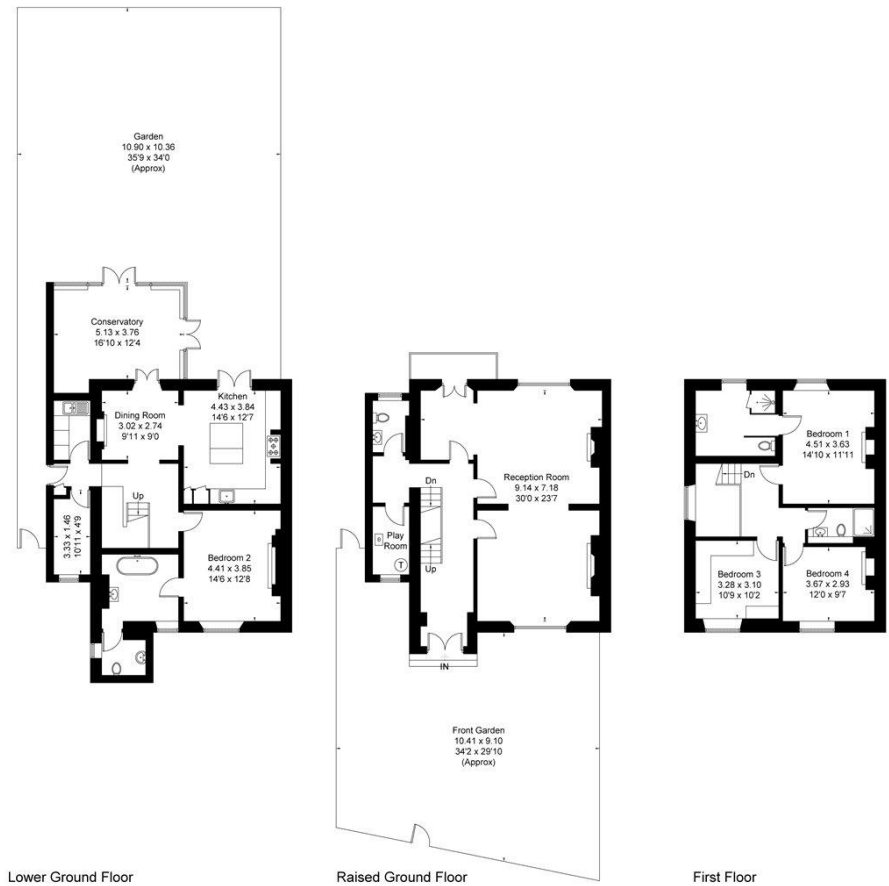 Garden
10.90 x 10.36
35'9 x 34'0
(Approx)
Conservatory
5.13 x 3.76
16'10 x 12'4
Dining Room
3.02 x 2.74
9'11 x 9'0
Kitchen
4.43 x 3.84
14'6 x 12'7
Up
3.33 x 1.46
10'11 x 4'9
Bedroom 2
4.41 x 3.85
14'6 x 12'8
Lower Ground Floor
Dn
Reception Room
9.14 x 7.18
30'0 x 23'7
Play
Room
T
Up
IN
Front Garden
10.41 x 9.10
34'2 x 29'10
(Approx)
Raised Ground Floor
Bedroom 1
4.51 x 3.63
14'10 x 11'11
Dn
Bedroom 3
3.28 x 3.10
10'9 x 10'2
Bedroom 4
3.67 x 2.93
12'0 x 9'7
First Floor